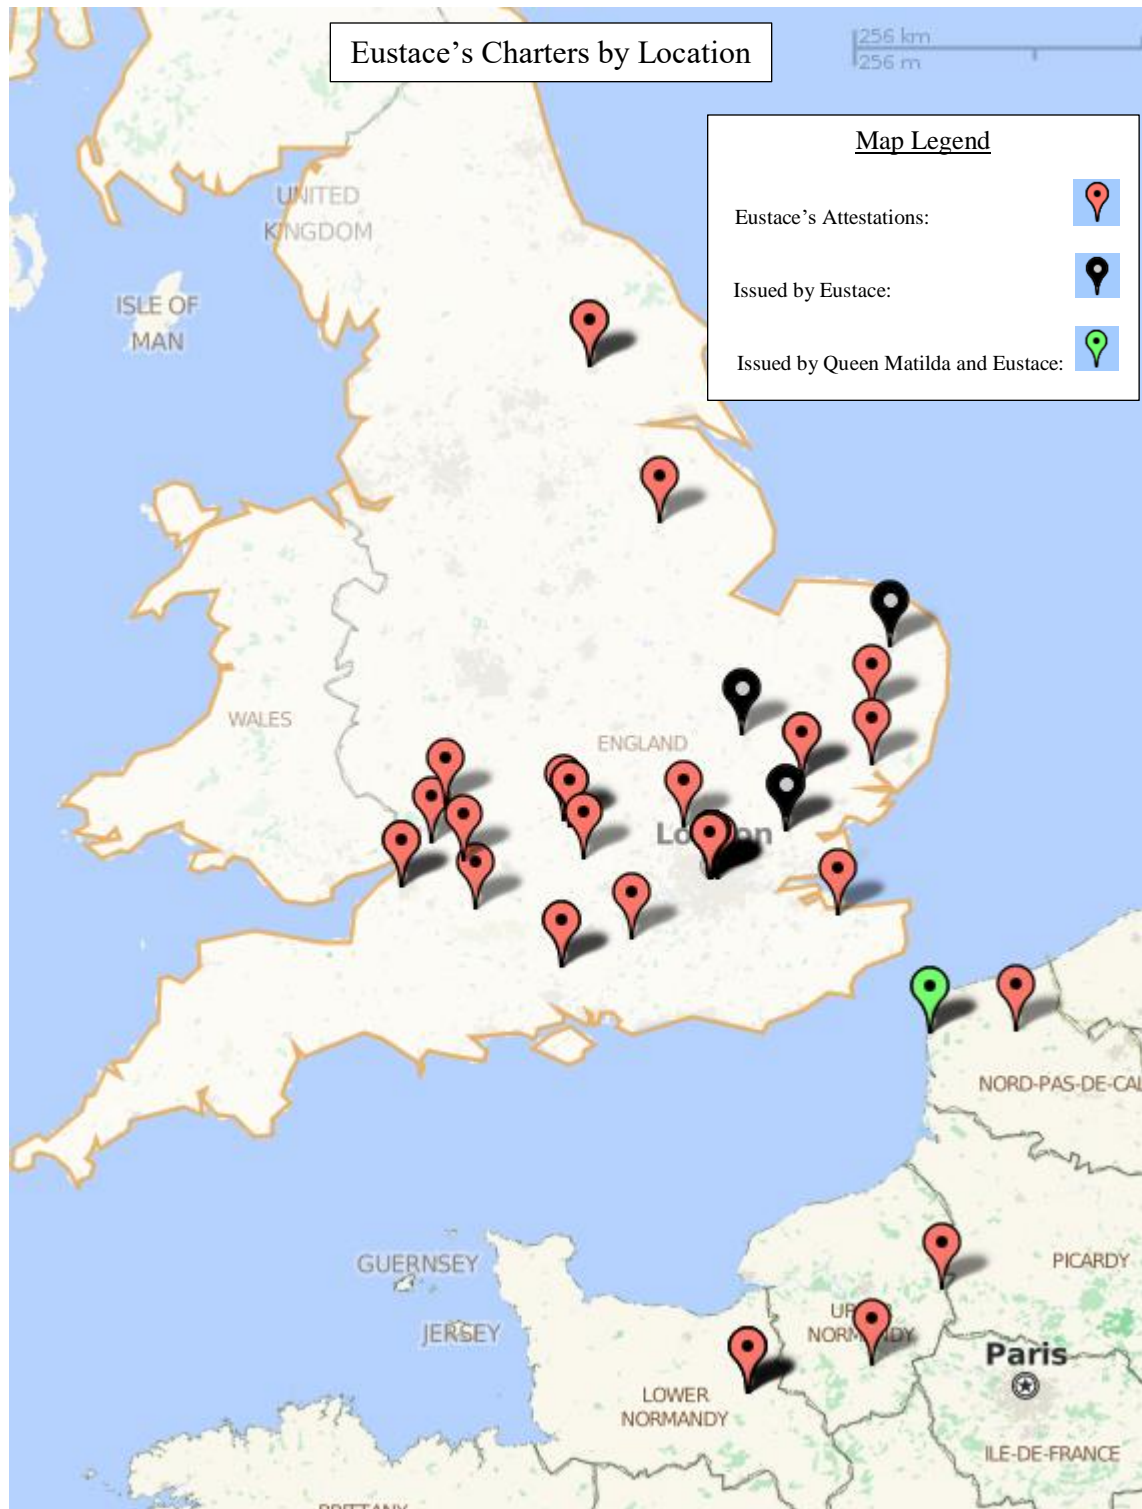 Eustace's Charters by Location
256 km
256 m
Map Legend
Eustace's Attestations:
Issued by Eustace:
Issued by Queen Matilda and Eustace:
UNITED
KINGDOM
ISLE OF
MAN
WALES
ENGLAND
NORD-PAS-DE-CAL
GUERNSEY
PICARDY
JERSEY
NORMANDY
Paris
LOWER
NORMANDY
ILE-DE-FRANCE